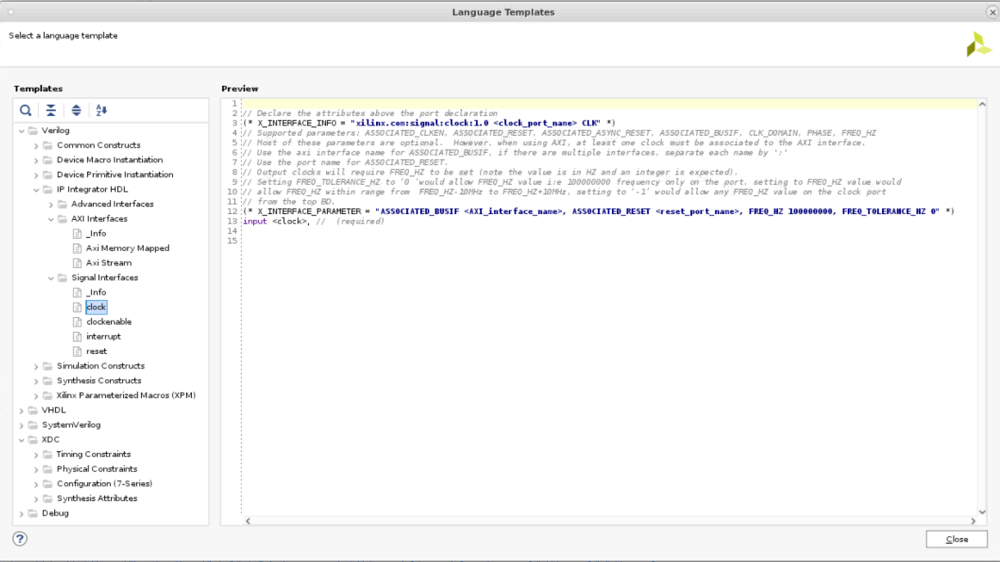 Language Templates
Select a language template
Templates
Verilog
Common Constructs
Device Macro Instantiation
Device Primitive Instantiation
IP Integrator HDL
Advanced Interfaces
AXI Interfaces
_Info
Axi Memory Mapped
Axi Stream
Signal Interfaces
_Info
clock
clockenable
interrupt
reset
Simulation Constructs
Synthesis Constructs
Xilinx Parameterized Macros (XPM)
VHDL
SystemVerilog
XDC
Timing Constraints
Physical Constraints
Configuration (7-Series)
Synthesis Attributes
Debug
Preview
1
2 // Declare the attributes above the port declaration
3 (* X_INTERFACE_INFO = "xilinx.com:signal:clock:1.0 <clock_port_name> CLK" *)
4 // Supported parameters: ASSOCIATED_CLKEN, ASSOCIATED_RESET, ASSOCIATED_ASYNC_RESET, ASSOCIATED_BUSIF, CLK_DOMAIN, PHASE, FREQ_HZ
5 // Most of these parameters are optional.  However, when using AXI, at least one clock must be associated to the AXI interface.
6 // Use the axi interface name for ASSOCIATED_BUSIF, if there are multiple interfaces, separate each name by ':'
7 // Use the port name for ASSOCIATED_RESET.
8 // Output clocks will require FREQ_HZ to be set (note the value is in HZ and an integer is expected).
9 // Setting FREQ_TOLERANCE_HZ to '0 'would allow FREQ_HZ value i:e 100000000 frequency only on the port, setting to FREQ_HZ value would
10 // allow FREQ_HZ within range from  FREQ_HZ-10MHz to FREQ_HZ+10MHz, setting to '-1' would allow any FREQ_HZ value on the clock port
11 // from the top BD.
12 (* X_INTERFACE_PARAMETER = "ASSOCIATED_BUSIF <AXI_interface_name>, ASSOCIATED_RESET <reset_port_name>, FREQ_HZ 100000000, FREQ_TOLERANCE_HZ 0" *)
13 input <clock>, //  (required)
14
15
?
Close